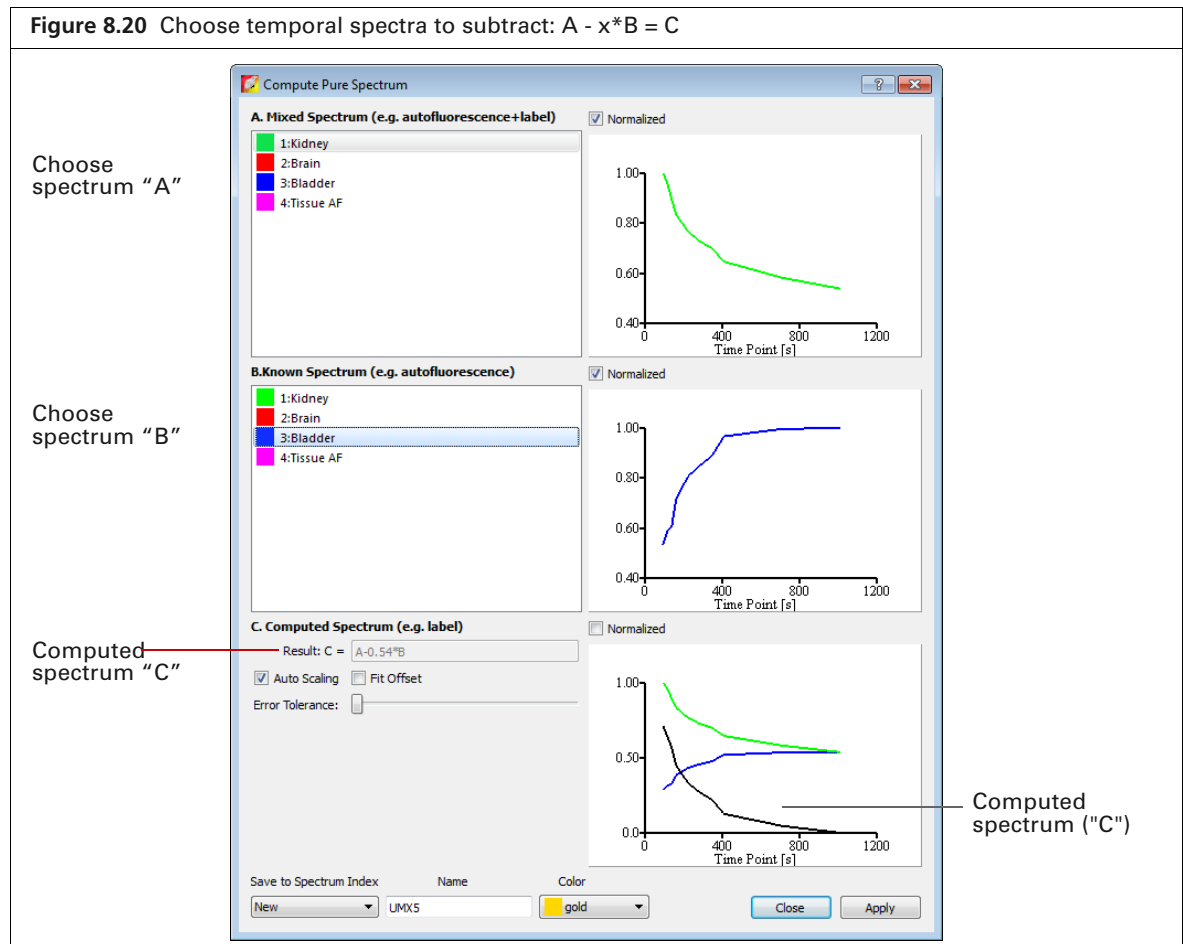 Figure 8.20 Choose temporal spectra to subtract: A - x*B = C
Compute Pure Spectrum
?
A. Mixed Spectrum (e.g. autofluorescence+label)
Normalized
Choose
spectrum “A”
1:Kidney
2:Brain
3:Bladder
4:Tissue AF
1.00
0.80
0.60
0.40
0
400
800
1200
Time Point [s]
B.Known Spectrum (e.g. autofluorescence)
Normalized
Choose
spectrum “B”
1:Kidney
2:Brain
3:Bladder
4:Tissue AF
1.00
0.80
0.60
0.40
0
400
800
1200
Time Point [s]
C. Computed Spectrum (e.g. label)
Normalized
Computed
spectrum “C”
Result: C = A-0.54*B
Auto Scaling
Fit Offset
Error Tolerance:
1.00
0.50
0.0
0
400
800
1200
Time Point [s]
Computed
spectrum ("C")
Save to Spectrum Index
Name
Color
New
UMX5
gold
Close
Apply